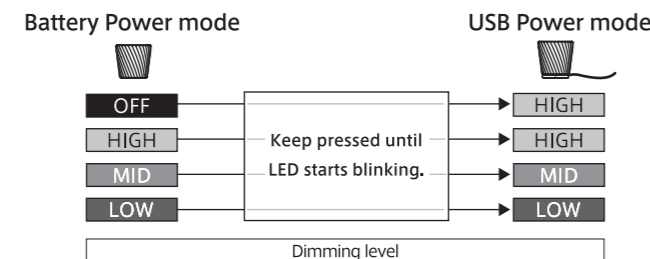 Battery Power mode USB Power mode
OFF HIGH
HIGH Keep pressed until HIGH
MID LED starts blinking. MID
LOW LOW
Dimming level